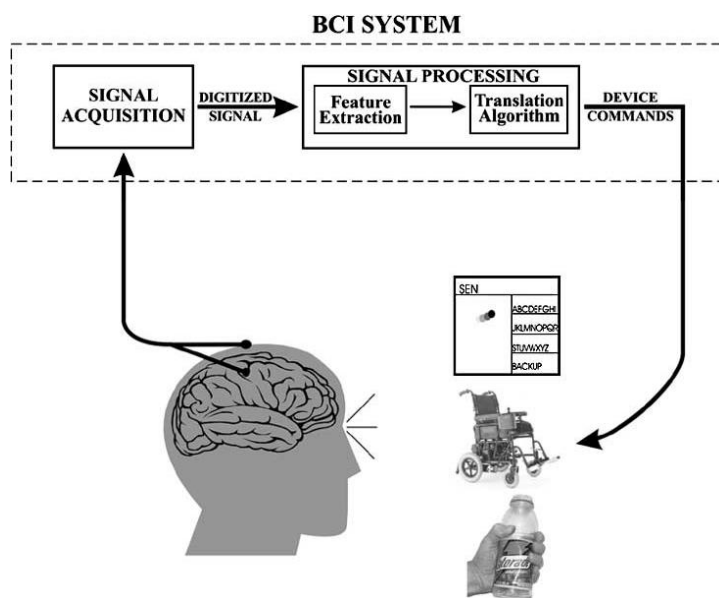 BCI SYSTEM
SIGNAL
ACQUISITION
DIGITIZED
SIGNAL
SIGNAL PROCESSING
Feature
Extraction
Translation
Algorithm
DEVICE
COMMANDS
SEN
ABCDEFGHI
JKLMNOPQR
STUVWXYZ
BACKUP